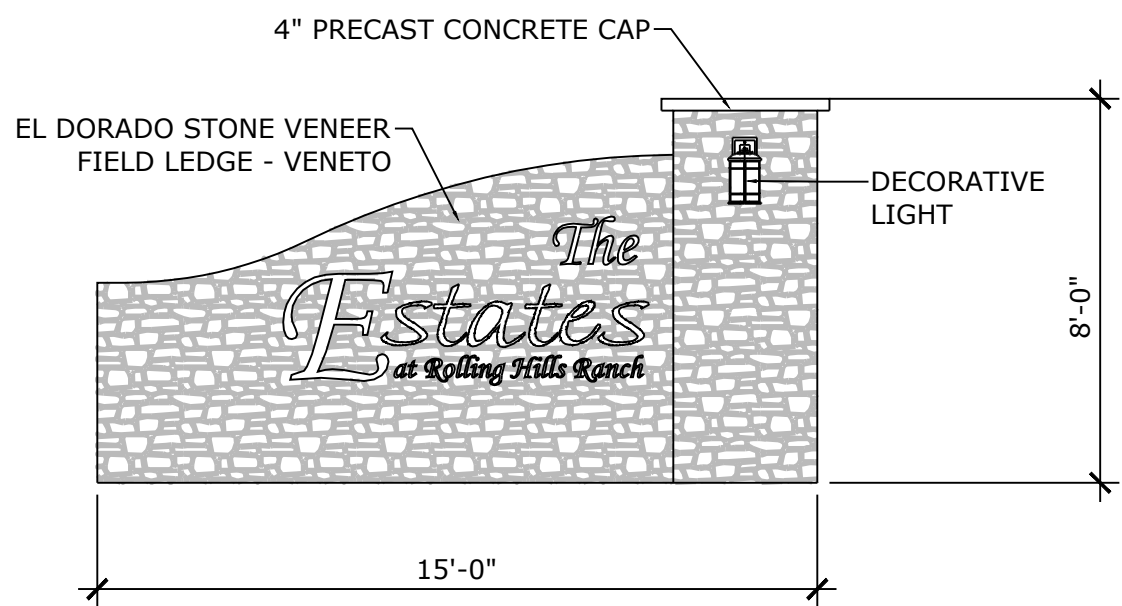 4" PRECAST CONCRETE CAP
EL DORADO STONE VENEER
FIELD LEDGE - VENETO
DECORATIVE
LIGHT
The
Estates
at Rolling Hills Ranch
8'-0"
15'-0"